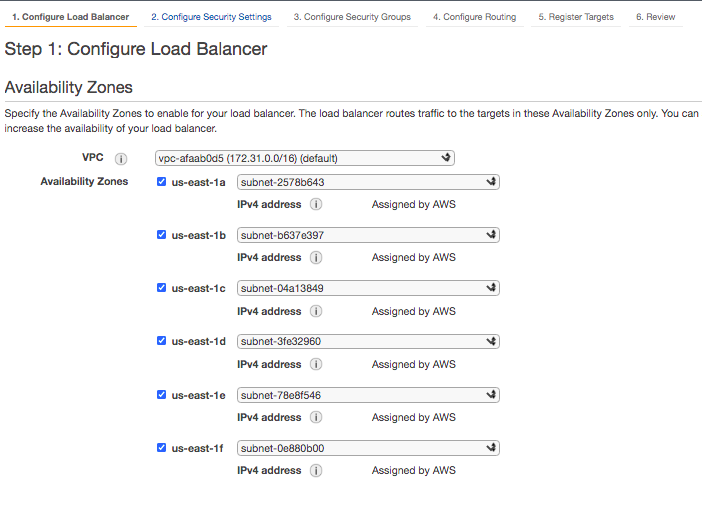 1. Configure Load Balancer 2. Configure Security Settings 3. Configure Security Groups 4. Configure Routing 5. Register Targets 6. Review
Step 1: Configure Load Balancer
Availability Zones
Specify the Availability Zones to enable for your load balancer. The load balancer routes traffic to the targets in these Availability Zones only. You can
increase the availability of your load balancer.
VPC i vpc-afaab0d5 (172.31.0.0/16) (default)
Availability Zones us-east-1a subnet-2578b643
IPv4 address i Assigned by AWS
us-east-1b subnet-b637e397
IPv4 address i Assigned by AWS
us-east-1c subnet-04a13849
IPv4 address i Assigned by AWS
us-east-1d subnet-3fe32960
IPv4 address i Assigned by AWS
us-east-1e subnet-78e8f546
IPv4 address i Assigned by AWS
us-east-1f subnet-0e880b00
IPv4 address i Assigned by AWS